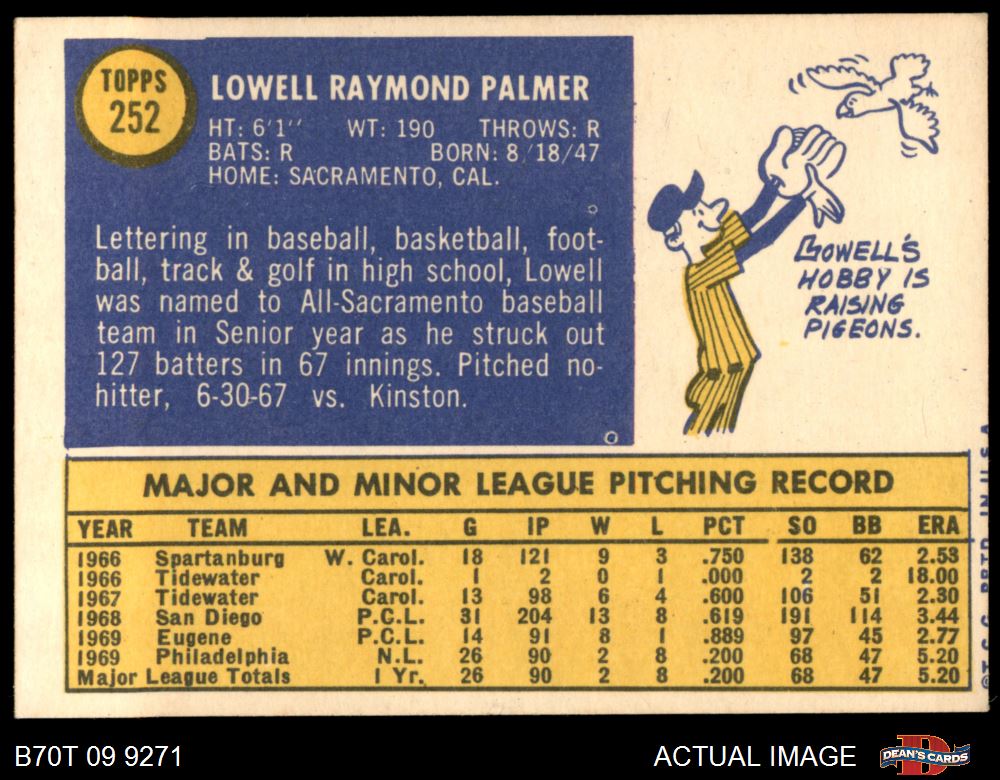 TOPPS
252
LOWELL RAYMOND PALMER
HT: 6'1" WT: 190 THROWS: R
BATS: R BORN: 8/18/47
HOME: SACRAMENTO, CAL.
Lettering in baseball, basketball, foot-
ball, track & golf in high school, Lowell
was named to All-Sacramento baseball
team in Senior year as he struck out
127 batters in 67 innings. Pitched no-
hitter, 6-30-67 vs. Kinston.
LOWELL'S
HOBBY IS
RAISING
PIGEONS.
MAJOR AND MINOR LEAGUE PITCHING RECORD
YEAR TEAM LEA. G IP W L PCT SO BB ERA
1966 Spartanburg W. Carol. 18 121 9 3 .750 138 62 2.53
1966 Tidewater Carol. 1 2 0 1 .000 2 2 18.00
1967 Tidewater Carol. 13 98 6 4 .600 106 51 2.30
1968 San Diego P.C.L. 31 204 13 8 .619 191 114 3.44
1969 Eugene P.C.L. 14 91 8 1 .889 97 45 2.77
1969 Philadelphia N.L. 26 90 2 8 .200 68 47 5.20
Major League Totals 1 Yr. 26 90 2 8 .200 68 47 5.20
©T.C.G. PRTD. IN U.S.A.
B70T 09 9271
ACTUAL IMAGE
DEAN'S CARDS